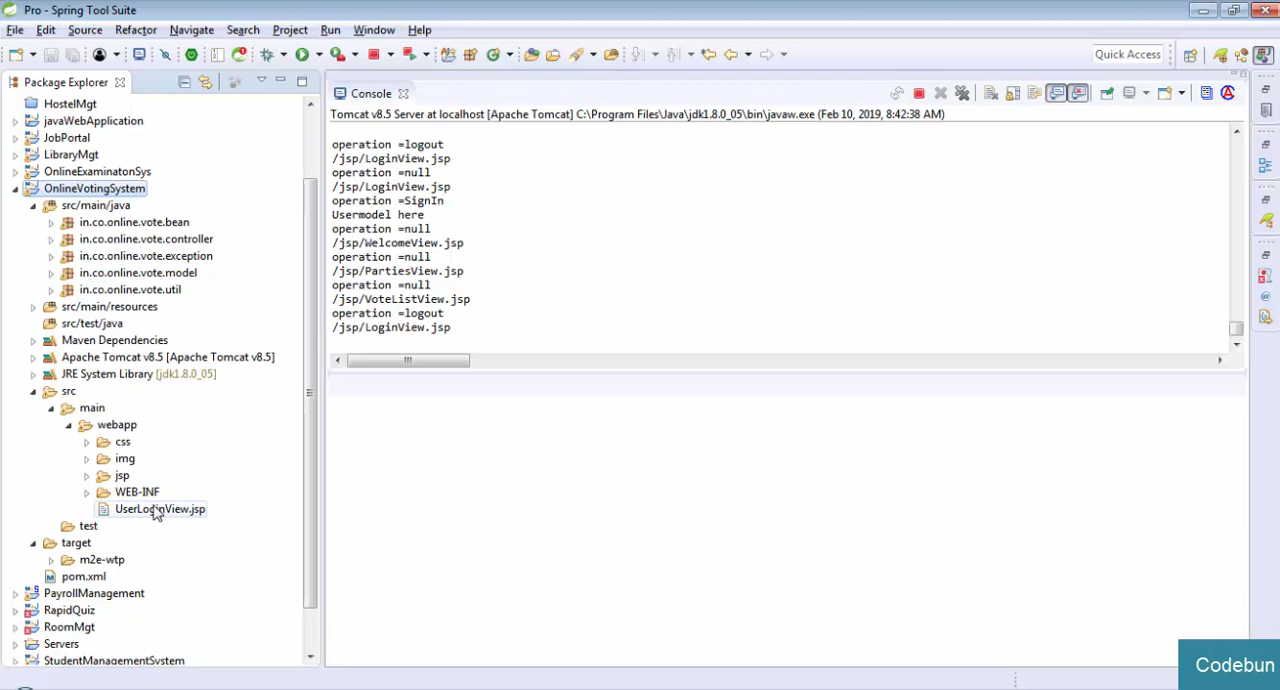 Pro - Spring Tool Suite
File Edit Source Refactor Navigate Search Project Run Window Help
Quick Access
Package Explorer
HostelMgt
javaWebApplication
JobPortal
LibraryMgt
OnlineExaminatonSys
OnlineVotingSystem
src/main/java
in.co.online.vote.bean
in.co.online.vote.controller
in.co.online.vote.exception
in.co.online.vote.model
in.co.online.vote.util
src/main/resources
src/test/java
Maven Dependencies
Apache Tomcat v8.5 [Apache Tomcat v8.5]
JRE System Library [jdk1.8.0_05]
src
main
webapp
css
img
jsp
WEB-INF
UserLoginView.jsp
test
target
m2e-wtp
pom.xml
PayrollManagement
RapidQuiz
RoomMgt
Servers
StudentManagementSystem
Console
Tomcat v8.5 Server at localhost [Apache Tomcat] C:\Program Files\Java\jdk1.8.0_05\bin\javaw.exe (Feb 10, 2019, 8:42:38 AM)
operation =logout
/jsp/LoginView.jsp
operation =null
/jsp/LoginView.jsp
operation =SignIn
Usermodel here
operation =null
/jsp/WelcomeView.jsp
operation =null
/jsp/PartiesView.jsp
operation =null
/jsp/VoteListView.jsp
operation =logout
/jsp/LoginView.jsp
Codebun